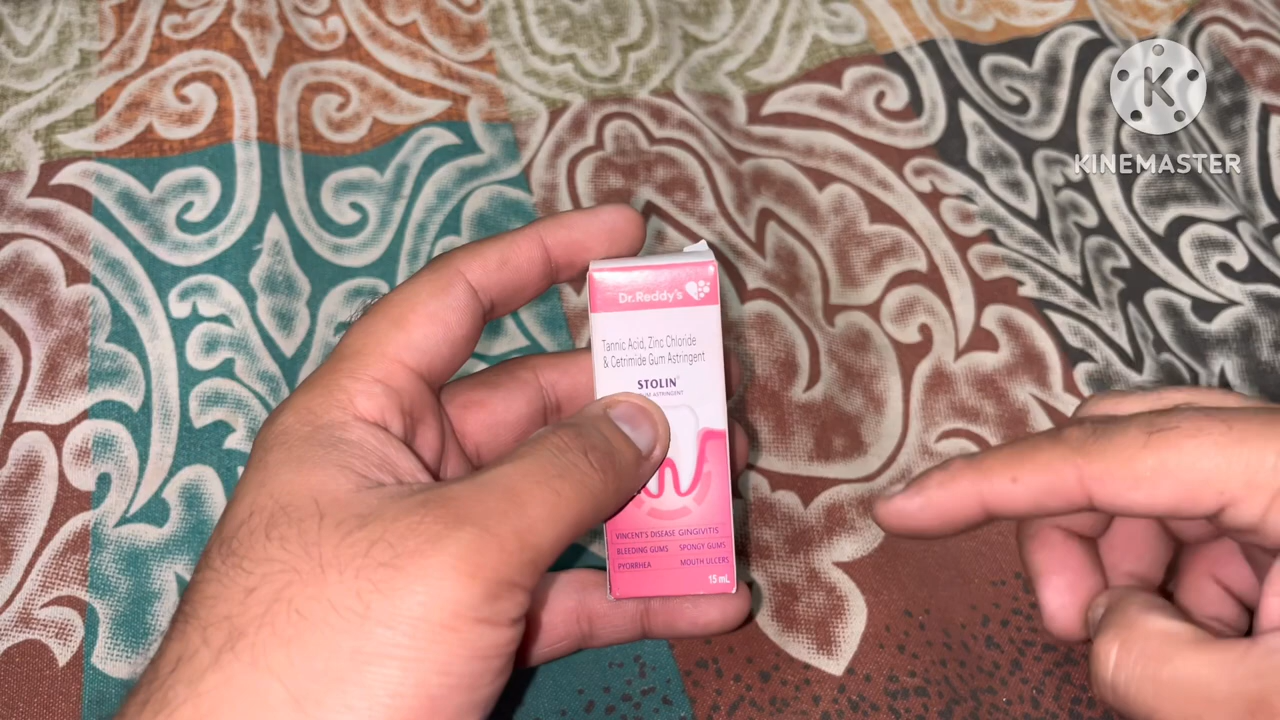 K
KINEMASTER
Dr.Reddy's
Tannic Acid, Zinc Chloride
& Cetrimide Gum Astringent
STOLIN®
ASTRINGENT
VINCENT'S DISEASE GINGIVITIS
BLEEDING GUMS SPONGY GUMS
PYORRHEA MOUTH ULCERS
15 mL